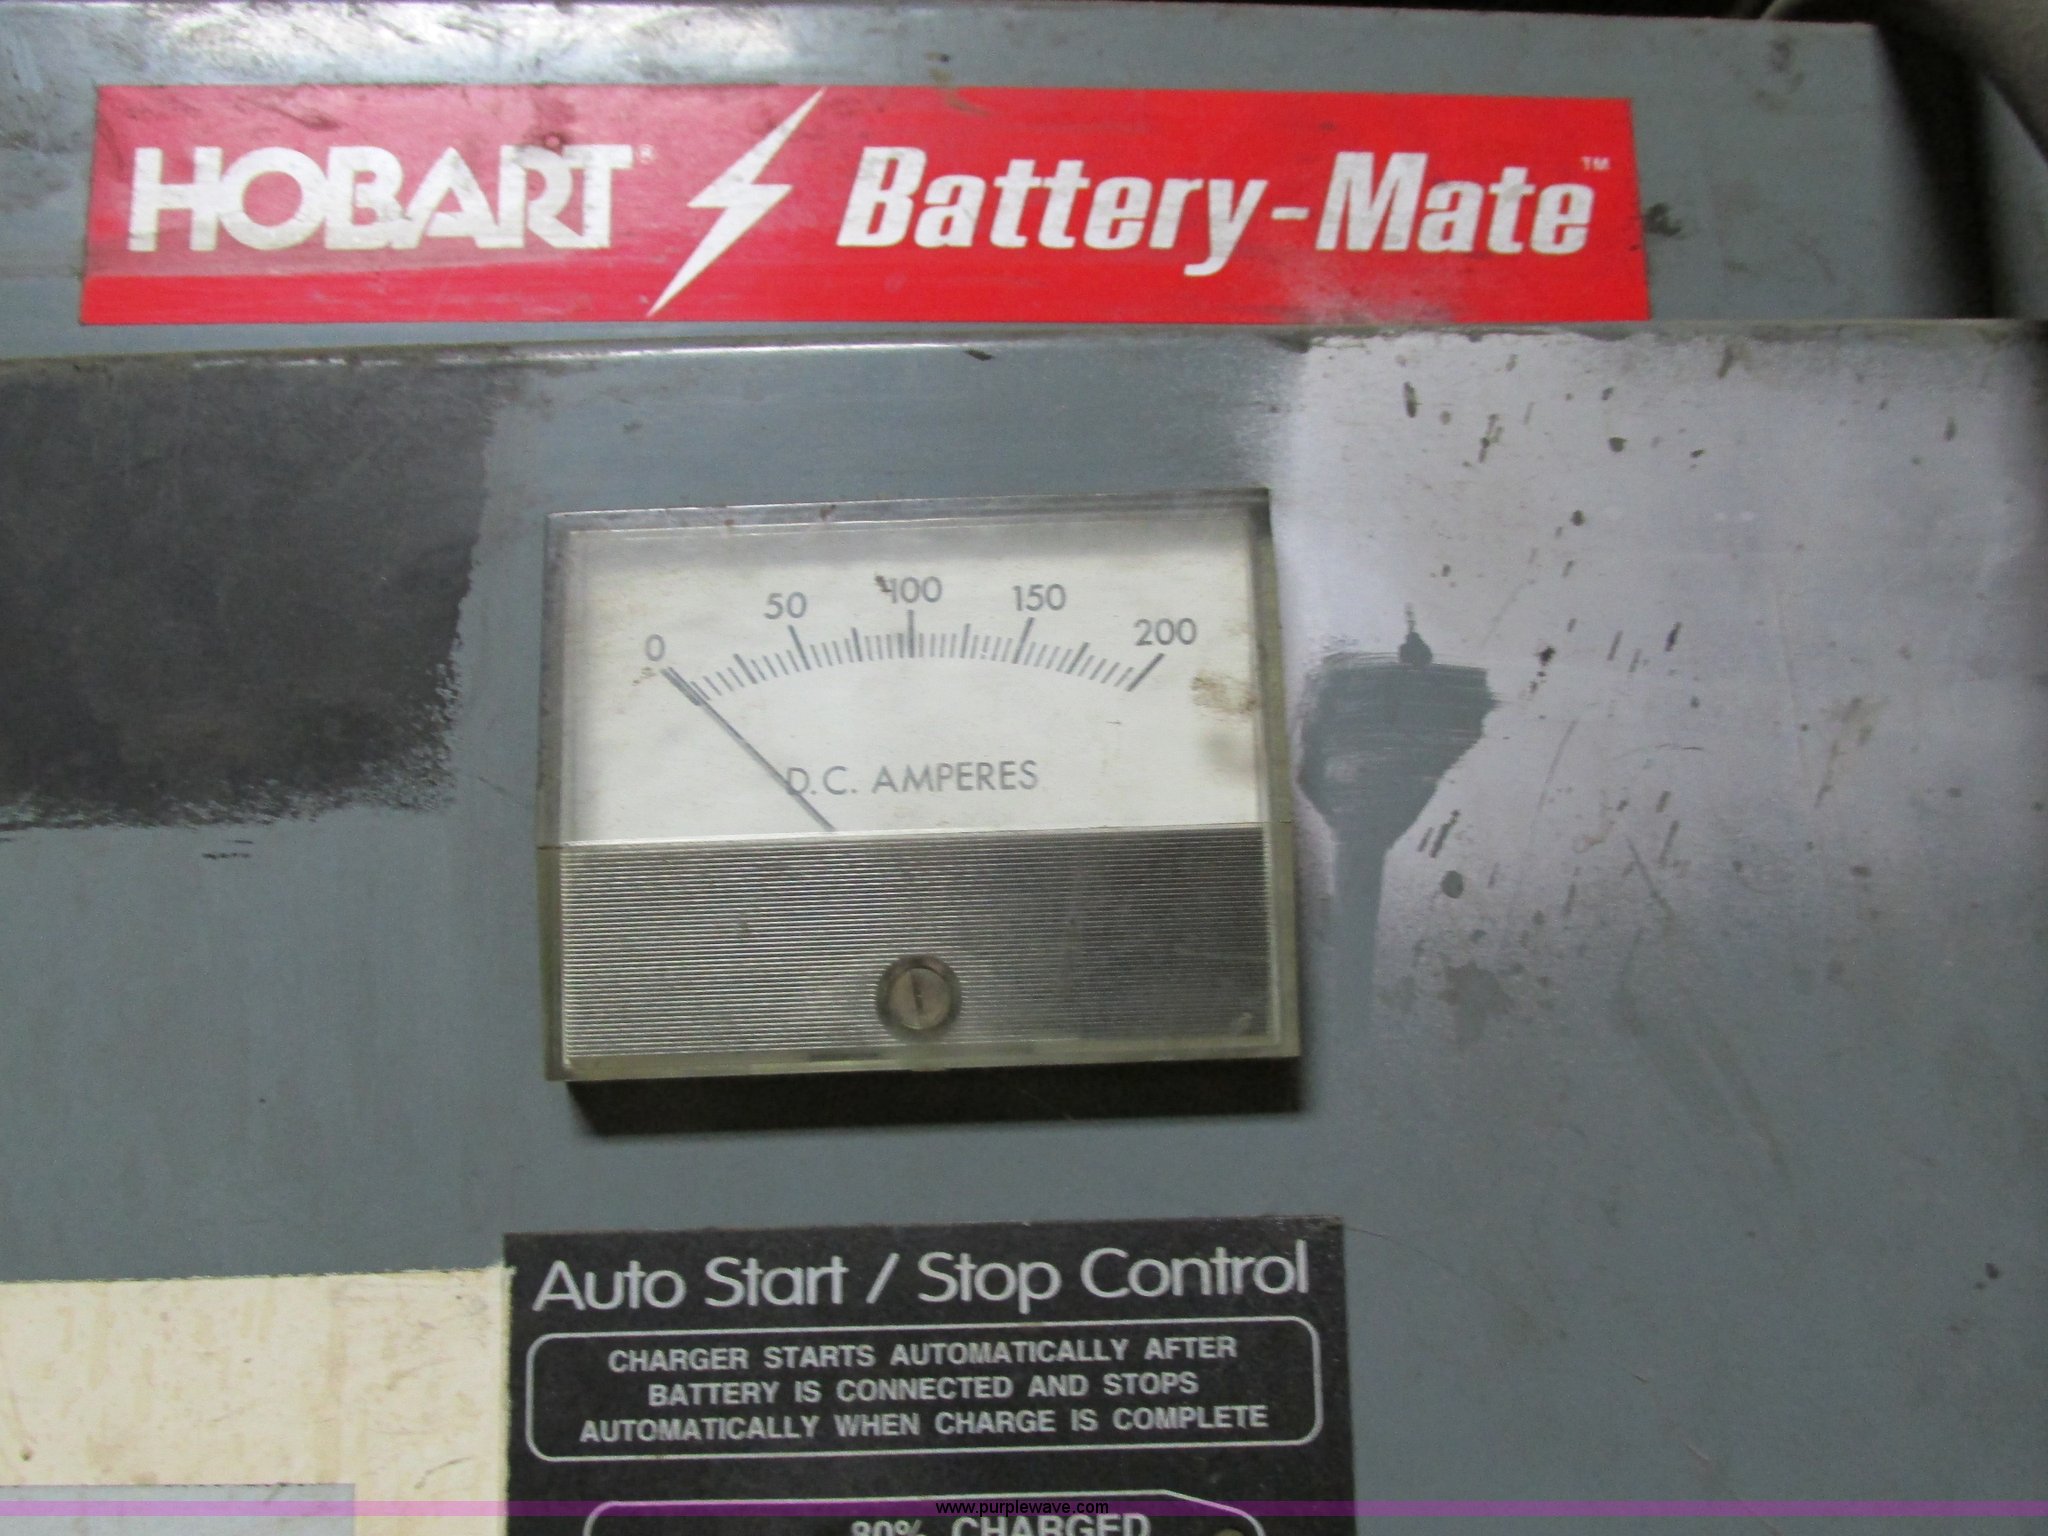 HOBART® Battery-Mate™
0 50 100 150 200
D.C. AMPERES
Auto Start / Stop Control
CHARGER STARTS AUTOMATICALLY AFTER
BATTERY IS CONNECTED AND STOPS
AUTOMATICALLY WHEN CHARGE IS COMPLETE
www.purplewave.com
80% CHARGED